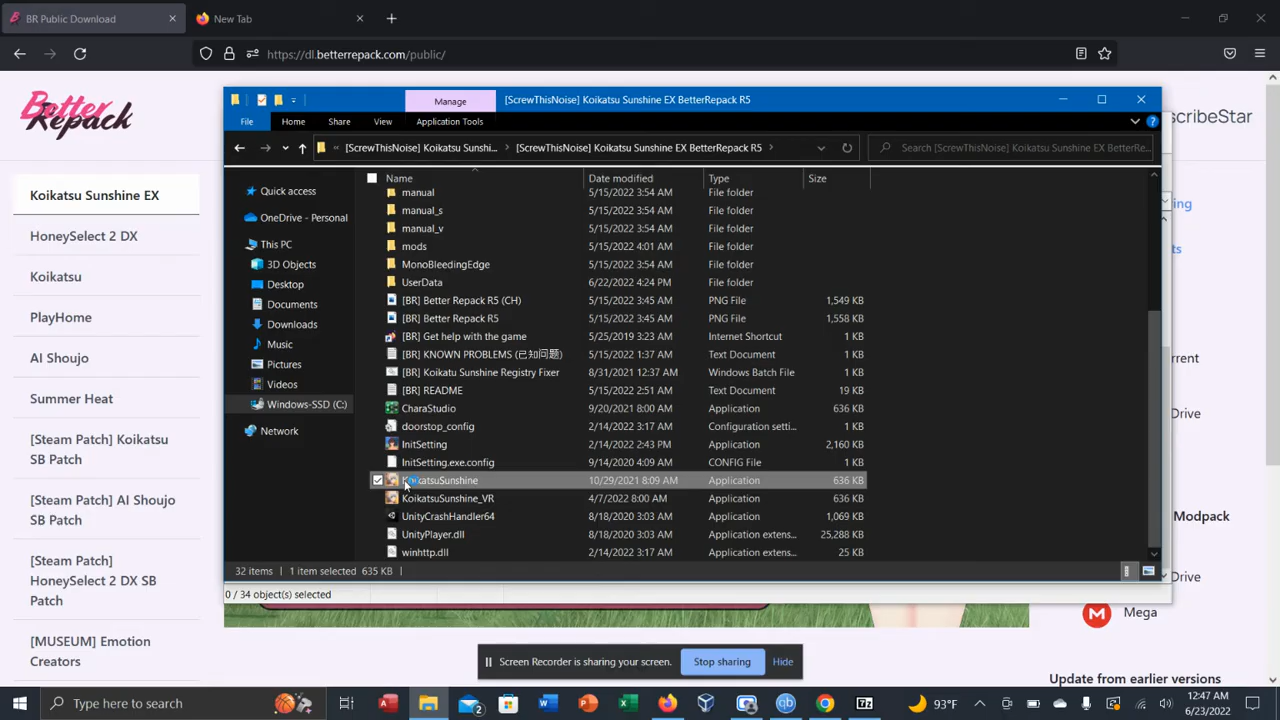 BR Public Download
New Tab
https://dl.betterrepack.com/public/
Better Repack
scribeStar
Koikatsu Sunshine EX
HoneySelect 2 DX
Koikatsu
PlayHome
AI Shoujo
Summer Heat
[Steam Patch] Koikatsu
SB Patch
[Steam Patch] AI Shoujo
SB Patch
[Steam Patch]
HoneySelect 2 DX SB
Patch
[MUSEUM] Emotion
Creators
Manage
[ScrewThisNoise] Koikatsu Sunshine EX BetterRepack R5
File
Home
Share
View
Application Tools
«
[ScrewThisNoise] Koikatsu Sunshi...
[ScrewThisNoise] Koikatsu Sunshine EX BetterRepack R5
Search [ScrewThisNoise] Koikatsu Sunshine EX BetterRe...
Quick access
OneDrive - Personal
This PC
3D Objects
Desktop
Documents
Downloads
Music
Pictures
Videos
Windows-SSD (C:)
Network
Name Date modified Type Size
manual 5/15/2022 3:54 AM File folder
manual_s 5/15/2022 3:54 AM File folder
manual_v 5/15/2022 3:54 AM File folder
mods 5/15/2022 4:01 AM File folder
MonoBleedingEdge 5/15/2022 3:54 AM File folder
UserData 6/22/2022 4:24 PM File folder
[BR] Better Repack R5 (CH) 5/15/2022 3:45 AM PNG File 1,549 KB
[BR] Better Repack R5 5/15/2022 3:45 AM PNG File 1,558 KB
[BR] Get help with the game 5/25/2019 3:23 AM Internet Shortcut 1 KB
[BR] KNOWN PROBLEMS (已知问题) 5/15/2022 1:37 AM Text Document 1 KB
[BR] Koikatu Sunshine Registry Fixer 8/31/2021 12:37 AM Windows Batch File 1 KB
[BR] README 5/15/2022 2:51 AM Text Document 19 KB
CharaStudio 9/20/2021 8:00 AM Application 636 KB
doorstop_config 2/14/2022 3:17 AM Configuration setti... 1 KB
InitSetting 2/14/2022 2:43 PM Application 2,160 KB
InitSetting.exe.config 9/14/2020 4:09 AM CONFIG File 1 KB
KoikatsuSunshine 10/29/2021 8:09 AM Application 636 KB
KoikatsuSunshine_VR 4/7/2022 8:00 AM Application 636 KB
UnityCrashHandler64 8/18/2020 3:03 AM Application 1,069 KB
UnityPlayer.dll 8/18/2020 3:03 AM Application extens... 25,288 KB
winhttp.dll 2/14/2022 3:17 AM Application extens... 25 KB
32 items
1 item selected 635 KB
0 / 34 object(s) selected
ing
ts
rent
Drive
Modpack
Drive
Mega
Update from earlier versions
Screen Recorder is sharing your screen.
Stop sharing
Hide
Type here to search
2
93°F
12:47 AM
6/23/2022